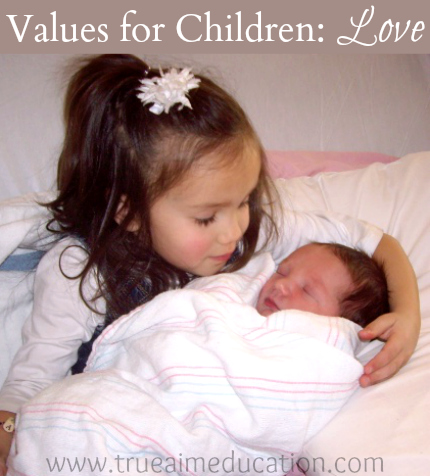 Values for Children: Love
www.trueaimeducation.com